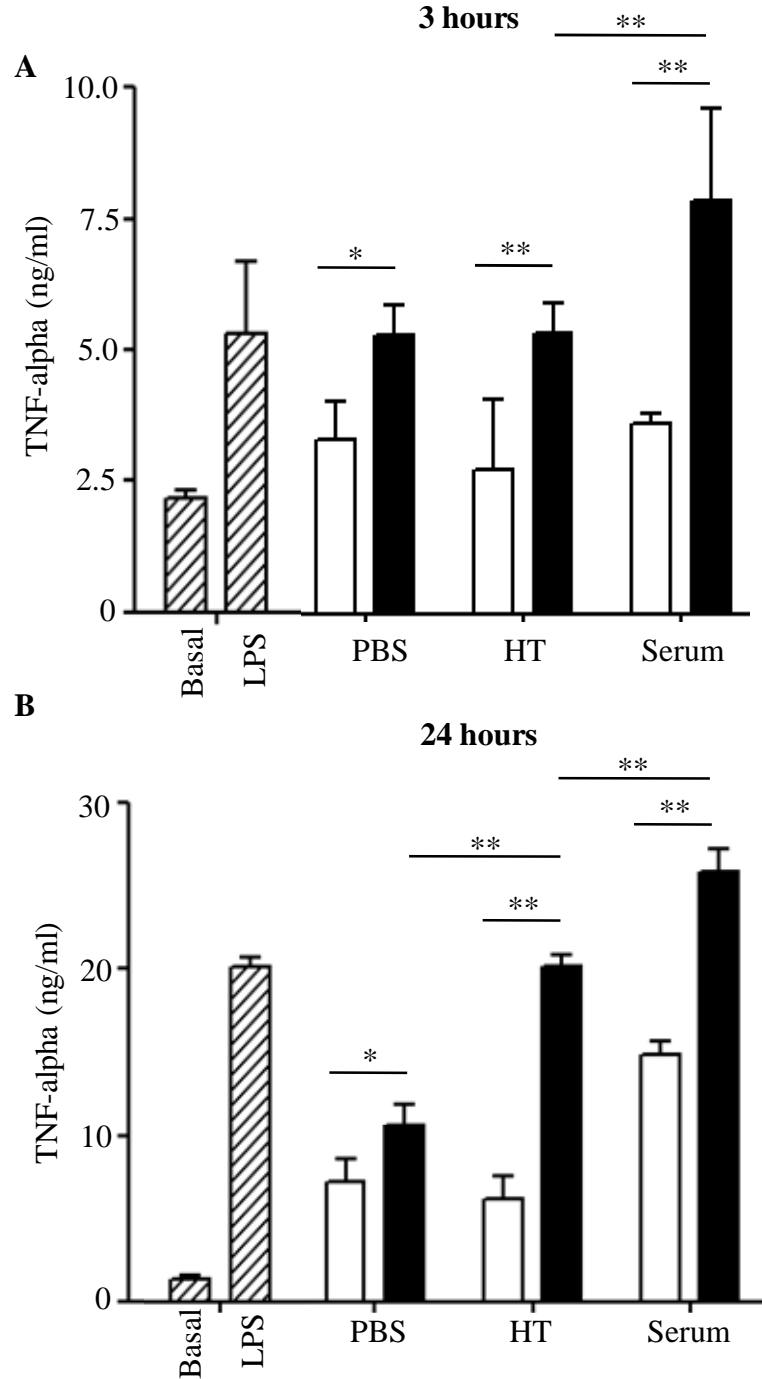 3 hours
**
A
**
10.0
7.5
*
**
5.0
2.5
0
TNF-alpha (ng/ml)
Basal
LPS
PBS
HT
Serum
B
24 hours
**
30
**
**
**
20
*
10
0
TNF-alpha (ng/ml)
Basal
LPS
PBS
HT
Serum